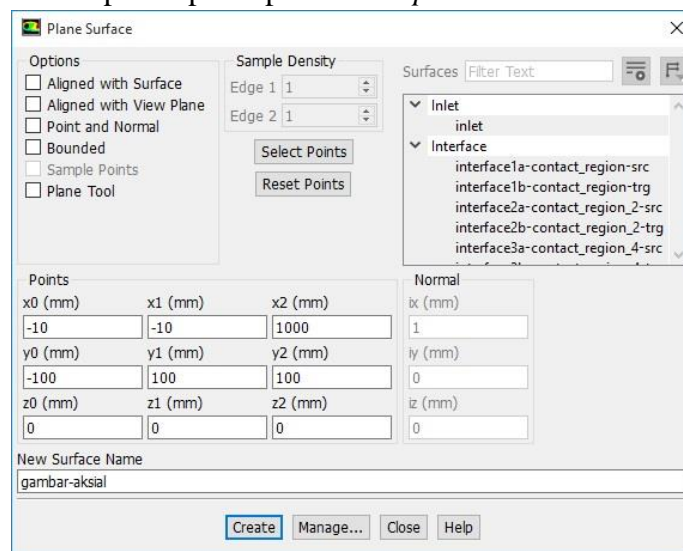 Plane Surface
Options
Aligned with Surface
Aligned with View Plane
Point and Normal
Bounded
Sample Points
Plane Tool
Sample Density
Edge 1 1
Edge 2 1
Select Points
Reset Points
Surfaces Filter Text
Inlet
inlet
Interface
interface1a-contact_region-src
interface1b-contact_region-trg
interface2a-contact_region_2-src
interface2b-contact_region_2-trg
interface3a-contact_region_4-src
Points
x0 (mm) x1 (mm) x2 (mm)
-10 -10 1000
y0 (mm) y1 (mm) y2 (mm)
-100 100 100
z0 (mm) z1 (mm) z2 (mm)
0 0 0
Normal
ix (mm)
1
iy (mm)
0
iz (mm)
0
New Surface Name
gambar-aksial
Create Manage... Close Help